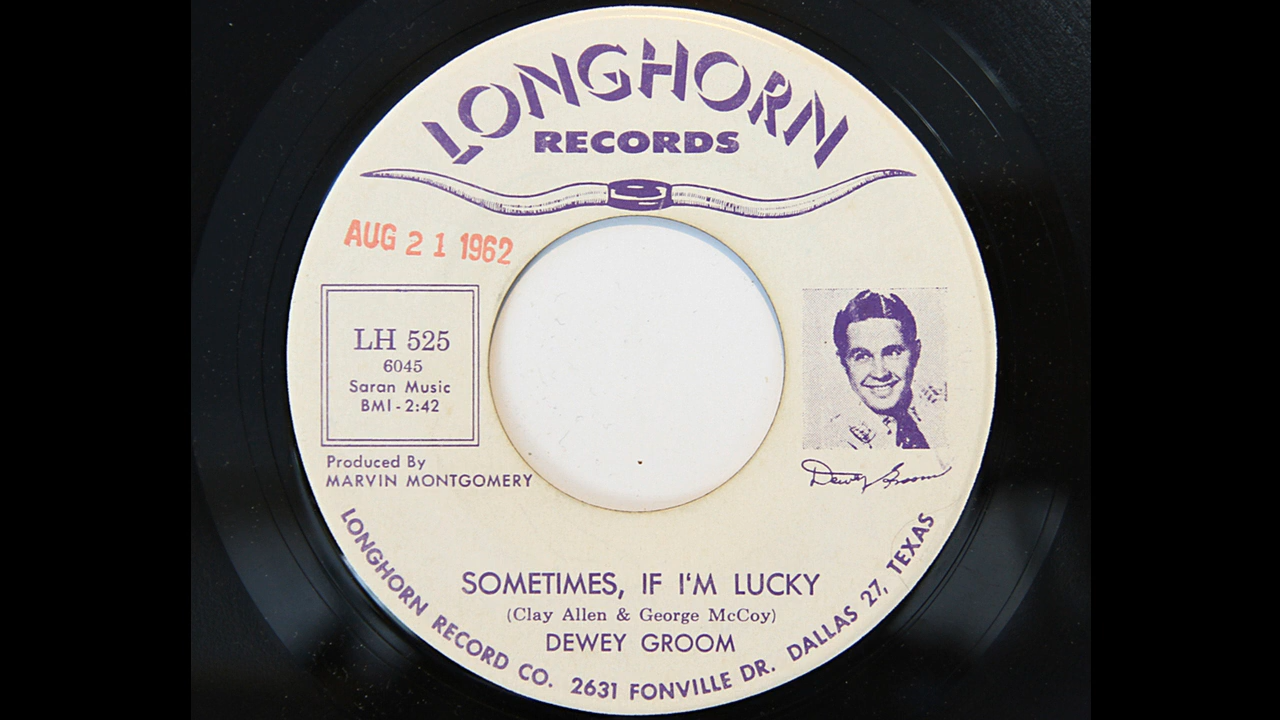 LONGHORN
RECORDS
AUG 21 1962
LH 525
6045
Saran Music
BMI - 2:42
Produced By
MARVIN MONTGOMERY
Dewey Groom
SOMETIMES, IF I'M LUCKY
(Clay Allen & George McCoy)
DEWEY GROOM
LONGHORN RECORD CO. 2631 FONVILLE DR. DALLAS 27, TEXAS